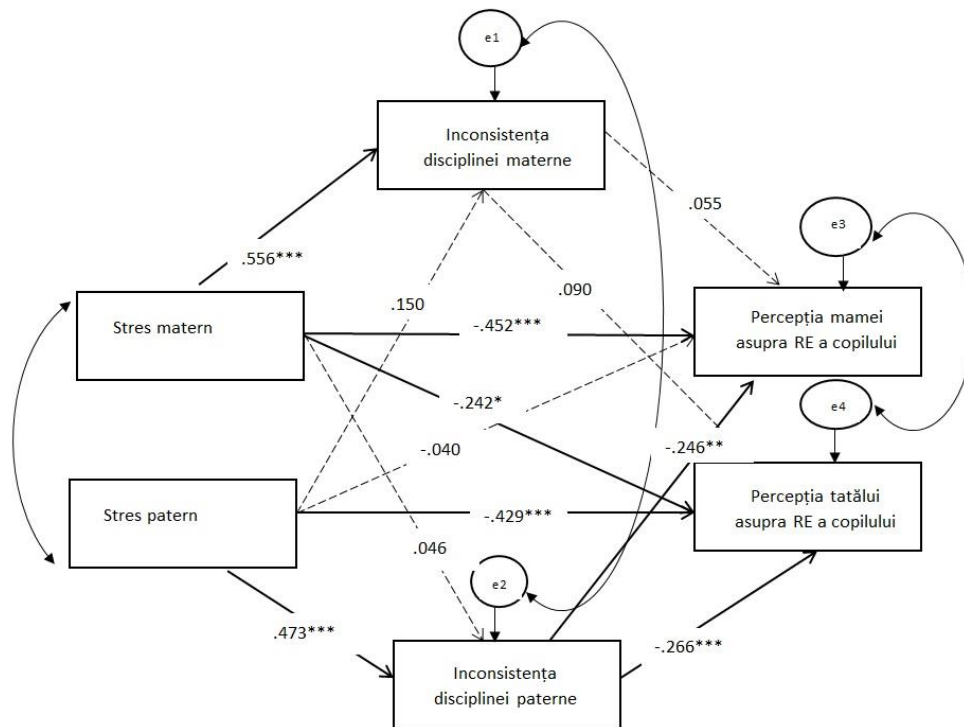 e1
Inconsistența
disciplinei materne
.055
e3
.556***
.150
.090
Stres matern
-.452***
Percepția mamei
asupra RE a copilului
-.242*
e4
-.040
-.246**
Stres patern
-.429***
Percepția tatălui
asupra RE a copilului
.046
e2
.473***
-.266***
Inconsistența
disciplinei paterne